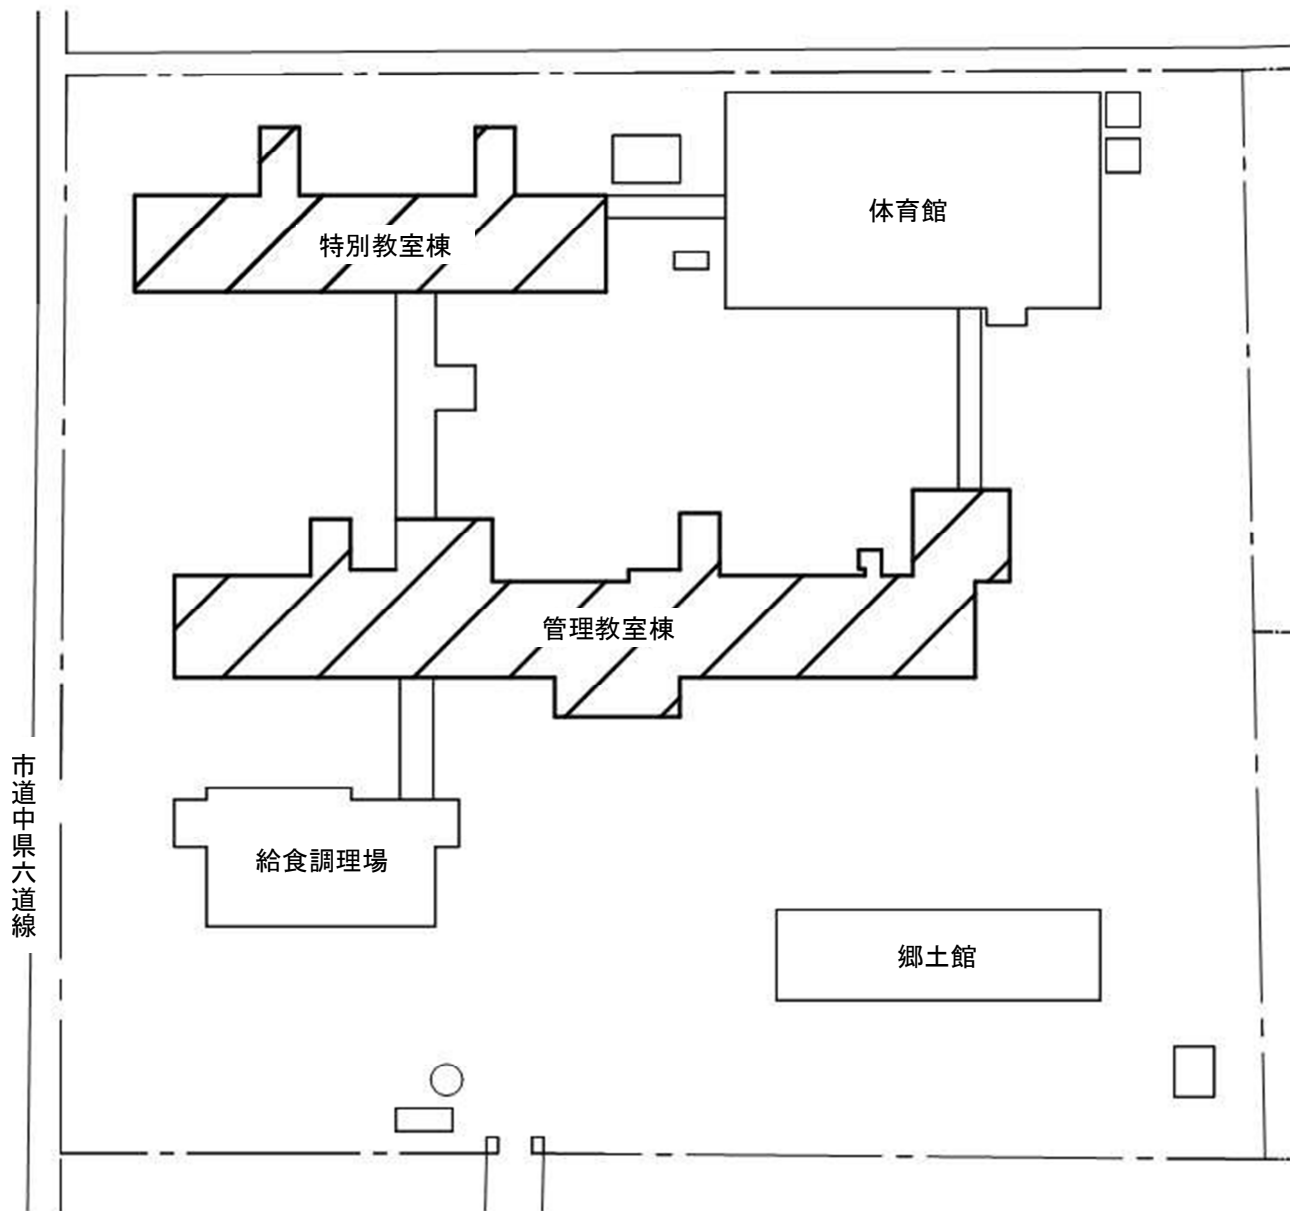 体育館
特別教室棟
管理教室棟
市道中県六道線
給食調理場
郷土館